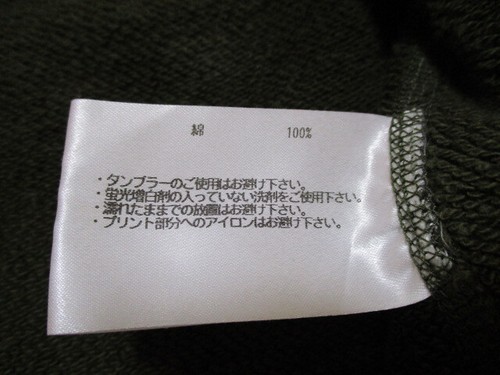 綿 100%
・タンブラーのご使用はお避け下さい。
・蛍光増白剤の入っていない洗剤をご使用下さい。
・濡れたままでの放置はお避け下さい。
・プリント部分へのアイロンはお避け下さい。